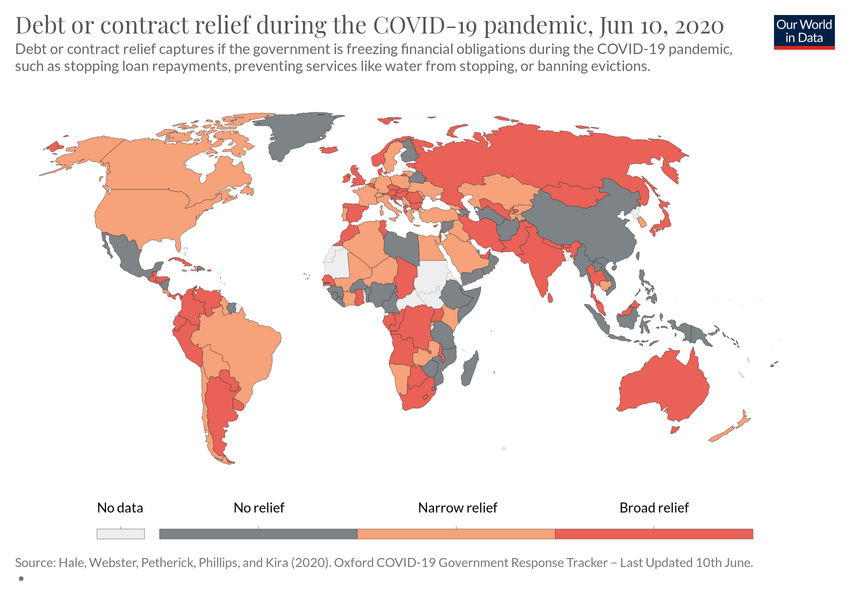 Debt or contract relief during the COVID-19 pandemic, Jun 10, 2020
Our World
in Data
Debt or contract relief captures if the government is freezing financial obligations during the COVID-19 pandemic,
such as stopping loan repayments, preventing services like water from stopping, or banning evictions.
No data
No relief
Narrow relief
Broad relief
Source: Hale, Webster, Petherick, Phillips, and Kira (2020). Oxford COVID-19 Government Response Tracker – Last Updated 10th June.
•